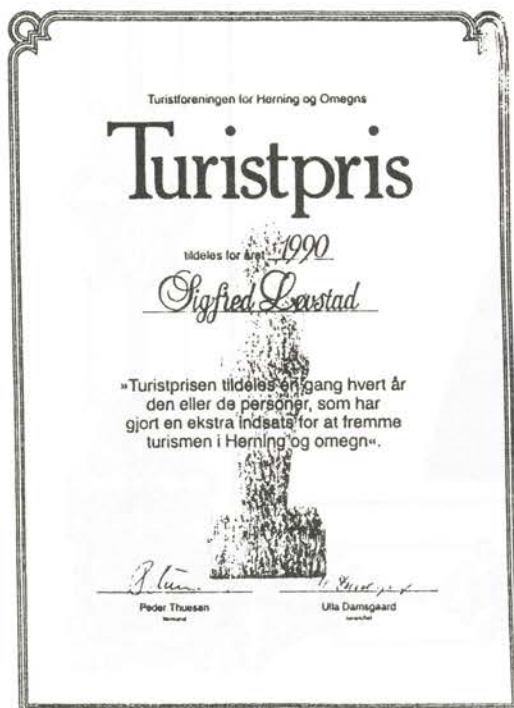 Turistforeningen for Herning og Omegns
Turistpris
tildeles for året 1990
Sigfred Løvstad
»Turistprisen tildeles én gang hvert år
den eller de personer, som har
gjort en ekstra indsats for at fremme
turismen i Herning og omegn«.
Peder Thuesen
formand
Ulla Damsgaard